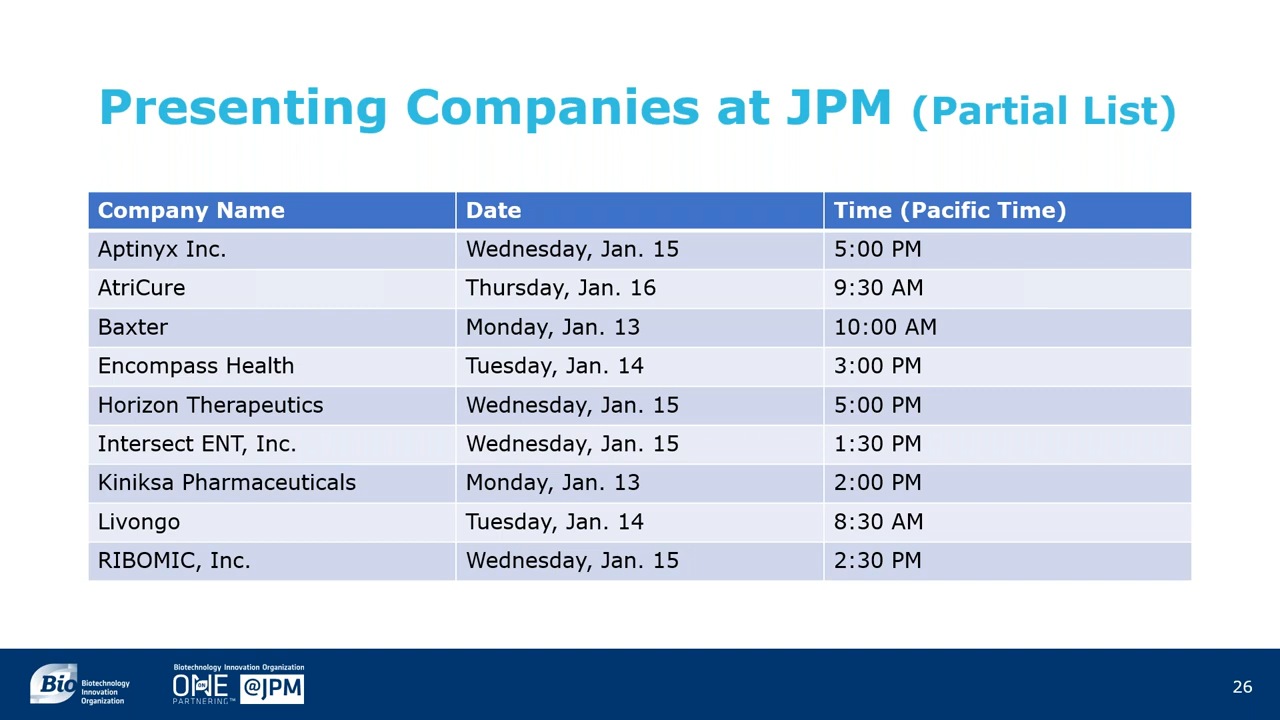 Presenting Companies at JPM (Partial List)
Company Name Date Time (Pacific Time)
Aptinyx Inc. Wednesday, Jan. 15 5:00 PM
AtriCure Thursday, Jan. 16 9:30 AM
Baxter Monday, Jan. 13 10:00 AM
Encompass Health Tuesday, Jan. 14 3:00 PM
Horizon Therapeutics Wednesday, Jan. 15 5:00 PM
Intersect ENT, Inc. Wednesday, Jan. 15 1:30 PM
Kiniksa Pharmaceuticals Monday, Jan. 13 2:00 PM
Livongo Tuesday, Jan. 14 8:30 AM
RIBOMIC, Inc. Wednesday, Jan. 15 2:30 PM
Bio
Biotechnology
Innovation
Organization
Biotechnology Innovation Organization
ONE
ON
PARTNERING™
@JPM
26